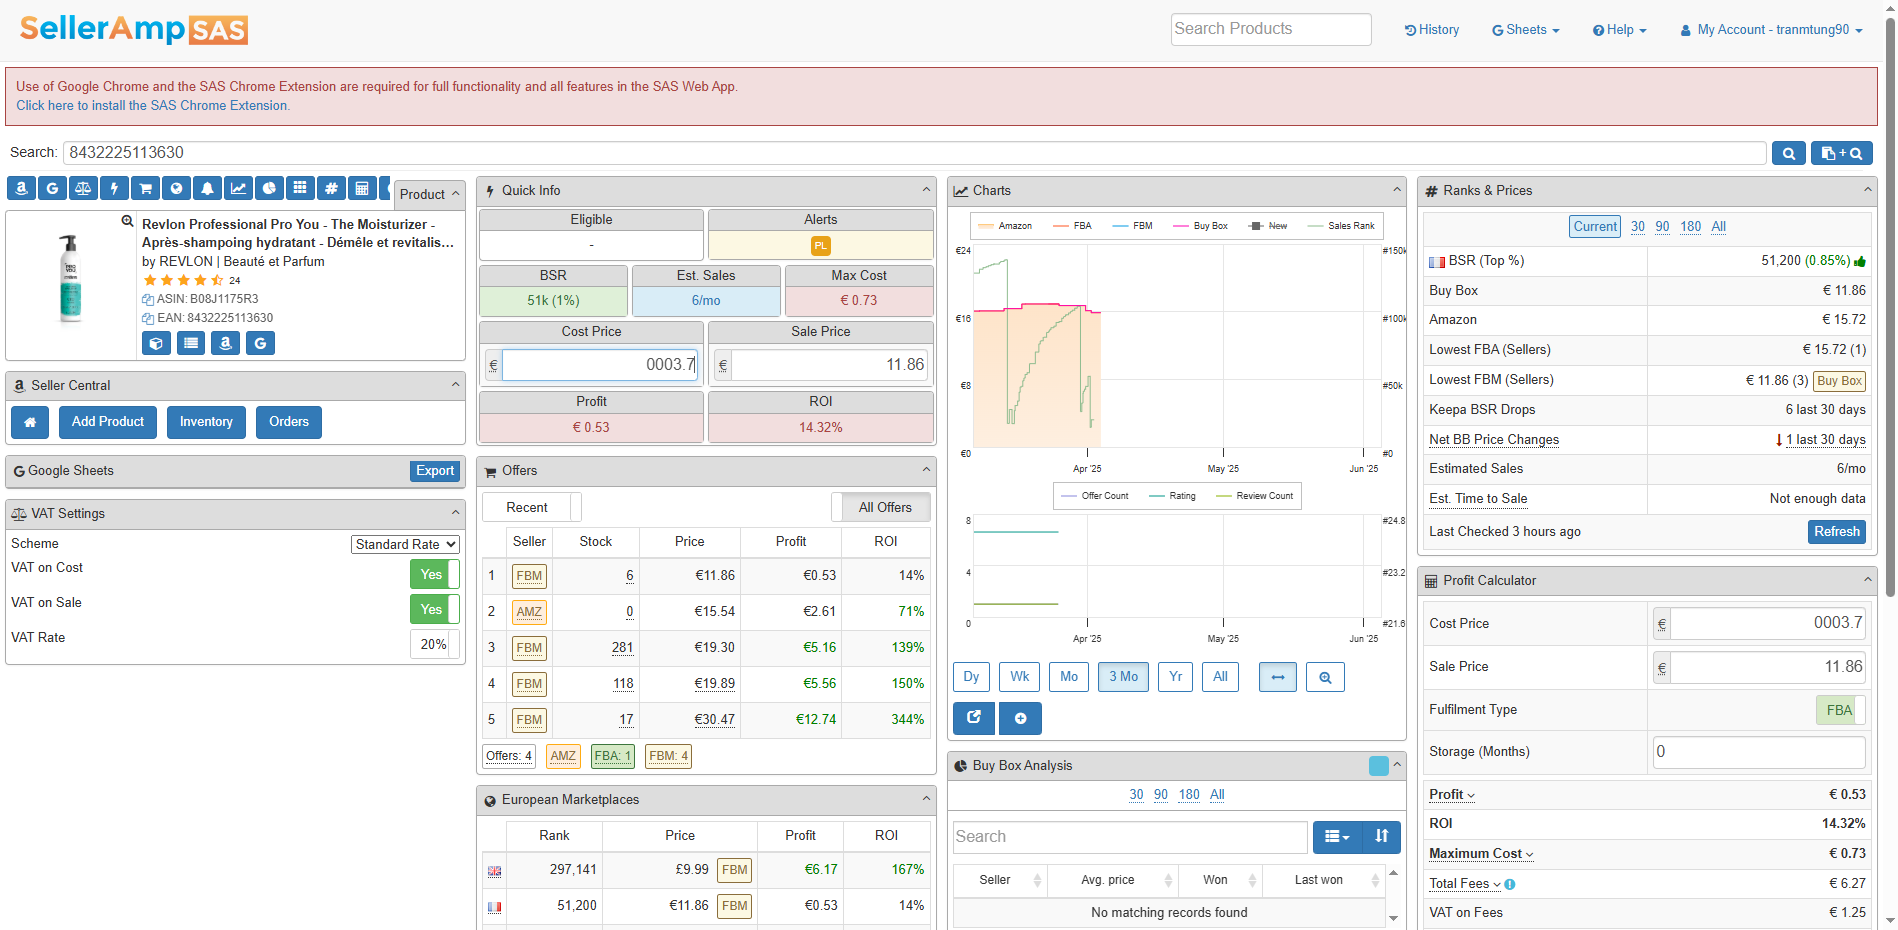 SellerAmp SAS
Search Products
History
Sheets
Help
My Account - tranmtung90
Use of Google Chrome and the SAS Chrome Extension are required for full functionality and all features in the SAS Web App.
Click here to install the SAS Chrome Extension.
Search: 8432225113630
Product
Revlon Professional Pro You - The Moisturizer -
Après-shampoing hydratant - Démêle et revitalis...
by REVLON | Beauté et Parfum
24
ASIN: B08J1175R3
EAN: 8432225113630
Seller Central
Add Product
Inventory
Orders
Google Sheets
Export
VAT Settings
Scheme Standard Rate
VAT on Cost Yes
VAT on Sale Yes
VAT Rate 20%
Quick Info
Eligible Alerts
- PL
BSR Est. Sales Max Cost
51k (1%) 6/mo € 0.73
Cost Price Sale Price
€ 0003.7 € 11.86
Profit ROI
€ 0.53 14.32%
Offers
Recent All Offers
Seller Stock Price Profit ROI
1 FBM 6 €11.86 €0.53 14%
2 AMZ 0 €15.54 €2.61 71%
3 FBM 281 €19.30 €5.16 139%
4 FBM 118 €19.89 €5.56 150%
5 FBM 17 €30.47 €12.74 344%
Offers: 4 AMZ FBA: 1 FBM: 4
European Marketplaces
Rank Price Profit ROI
297,141 £9.99 FBM €6.17 167%
51,200 €11.86 FBM €0.53 14%
Charts
Amazon FBA FBM Buy Box New Sales Rank
€24 #150k
€16 #100k
€8 #50k
€0 #0
Apr '25 May '25 Jun '25
Offer Count Rating Review Count
8 #24.8
4 #23.2
0 #21.6
Apr '25 May '25 Jun '25
Dy Wk Mo 3 Mo Yr All
Buy Box Analysis
30 90 180 All
Search
Seller Avg. price Won Last won
No matching records found
Ranks & Prices
Current 30 90 180 All
BSR (Top %) 51,200 (0.85%)
Buy Box € 11.86
Amazon € 15.72
Lowest FBA (Sellers) € 15.72 (1)
Lowest FBM (Sellers) € 11.86 (3) Buy Box
Keepa BSR Drops 6 last 30 days
Net BB Price Changes 1 last 30 days
Estimated Sales 6/mo
Est. Time to Sale Not enough data
Last Checked 3 hours ago Refresh
Profit Calculator
Cost Price € 0003.7
Sale Price € 11.86
Fulfilment Type FBA
Storage (Months) 0
Profit € 0.53
ROI 14.32%
Maximum Cost € 0.73
Total Fees € 6.27
VAT on Fees € 1.25